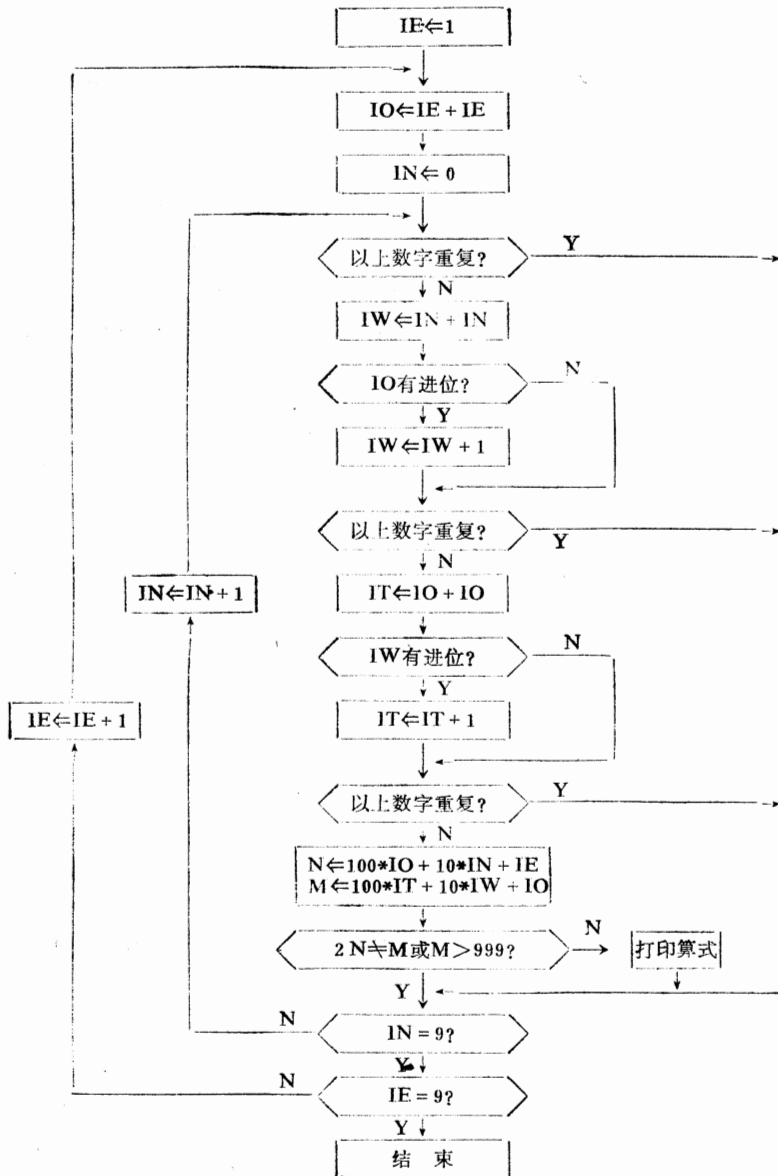 IE⇐1
IO⇐IE + IE
IN⇐0
以上数字重复?
Y
N
IW⇐IN + IN
IO有进位?
N
Y
IW⇐IW + 1
以上数字重复?
Y
N
IN⇐IN + 1
IT⇐IO + IO
IW有进位?
N
Y
IE⇐IE + 1
IT⇐IT + 1
以上数字重复?
Y
N
N⇐100*IO + 10*IN + IE
M⇐100*IT + 10*IW + IO
2N≠M或M>999?
N
打印算式
Y
N
IN = 9?
Y
N
IE = 9?
Y
结 束